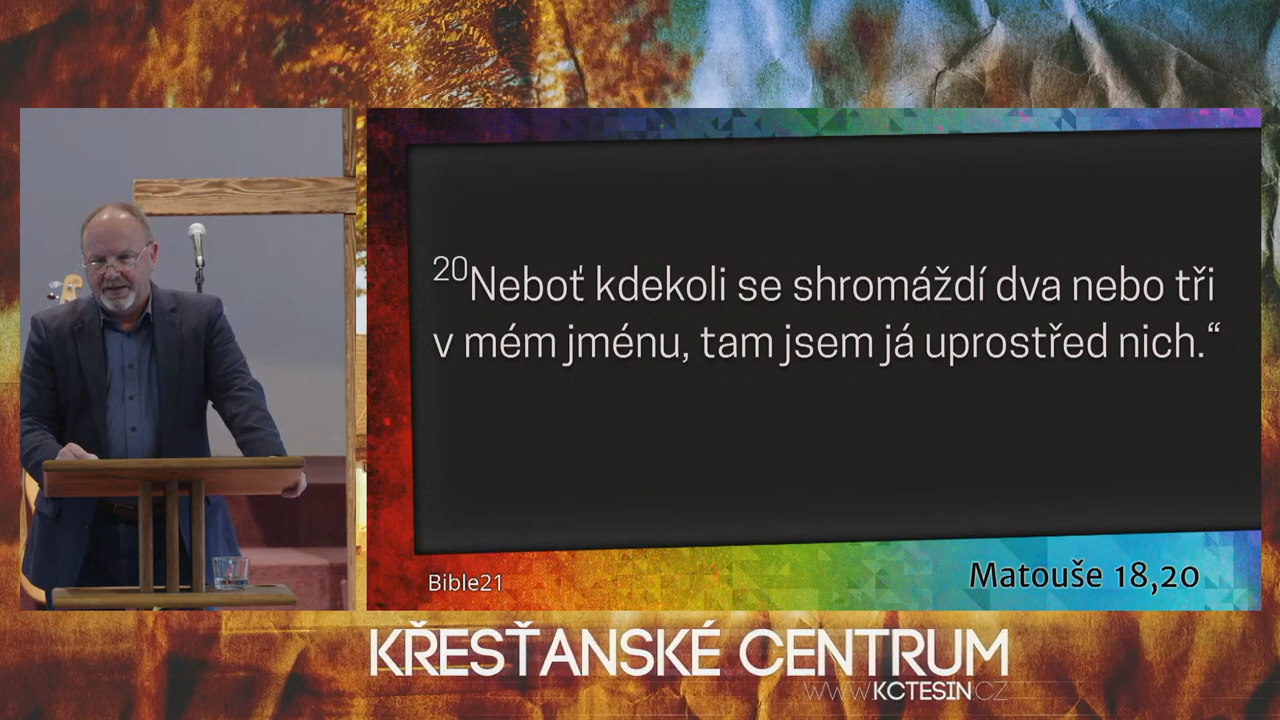 20Neboť kdekoli se shromáždí dva nebo tři
v mém jménu, tam jsem já uprostřed nich.“
Bible21
Matouše 18,20
KŘESŤANSKÉ CENTRUM
WWW.KCTESIN.CZ